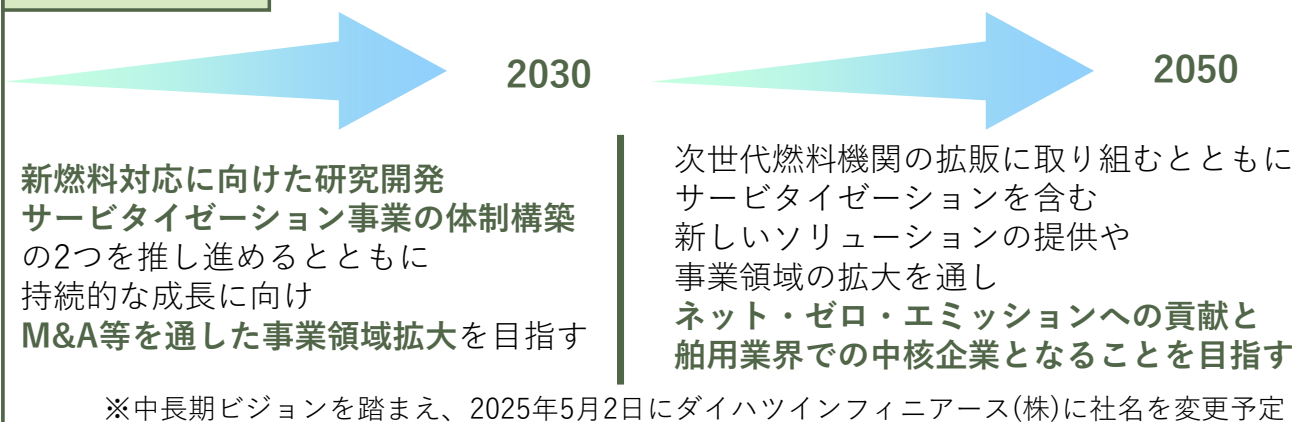 2030
新燃料対応に向けた研究開発
サービタイゼーション事業の体制構築
の2つを推し進めるとともに
持続的な成長に向け
M&A等を通した事業領域拡大を目指す
2050
次世代燃料機関の拡販に取り組むとともに
サービタイゼーションを含む
新しいソリューションの提供や
事業領域の拡大を通し
ネット・ゼロ・エミッションへの貢献と
舶用業界での中核企業となることを目指す
※中長期ビジョンを踏まえ、2025年5月2日にダイハツインフィニアース(株)に社名を変更予定